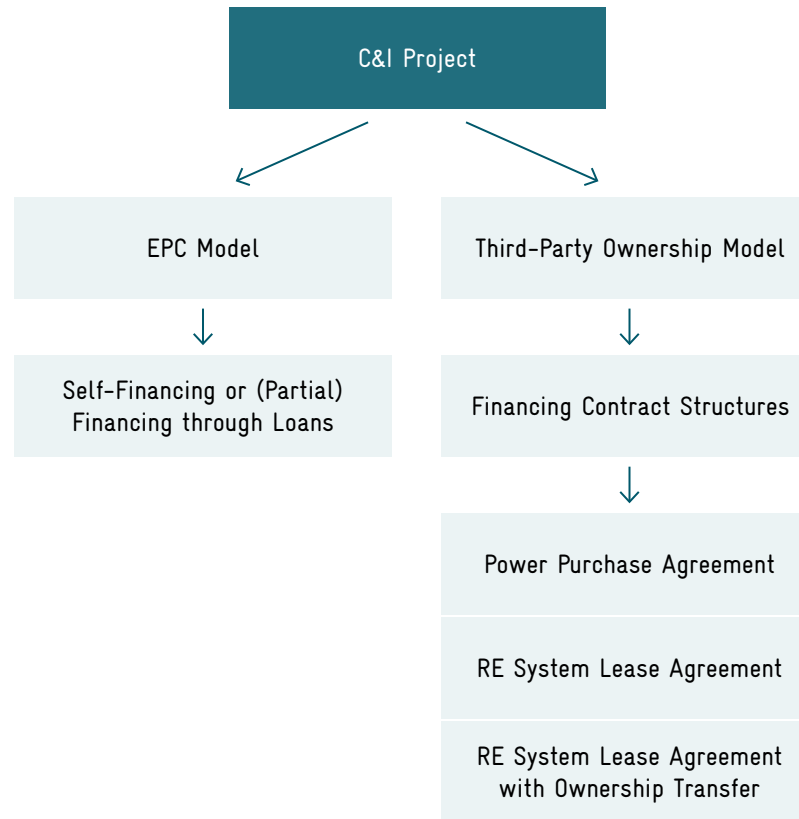 C&I Project
EPC Model
Third-Party Ownership Model
Self-Financing or (Partial)
Financing through Loans
Financing Contract Structures
Power Purchase Agreement
RE System Lease Agreement
RE System Lease Agreement
with Ownership Transfer